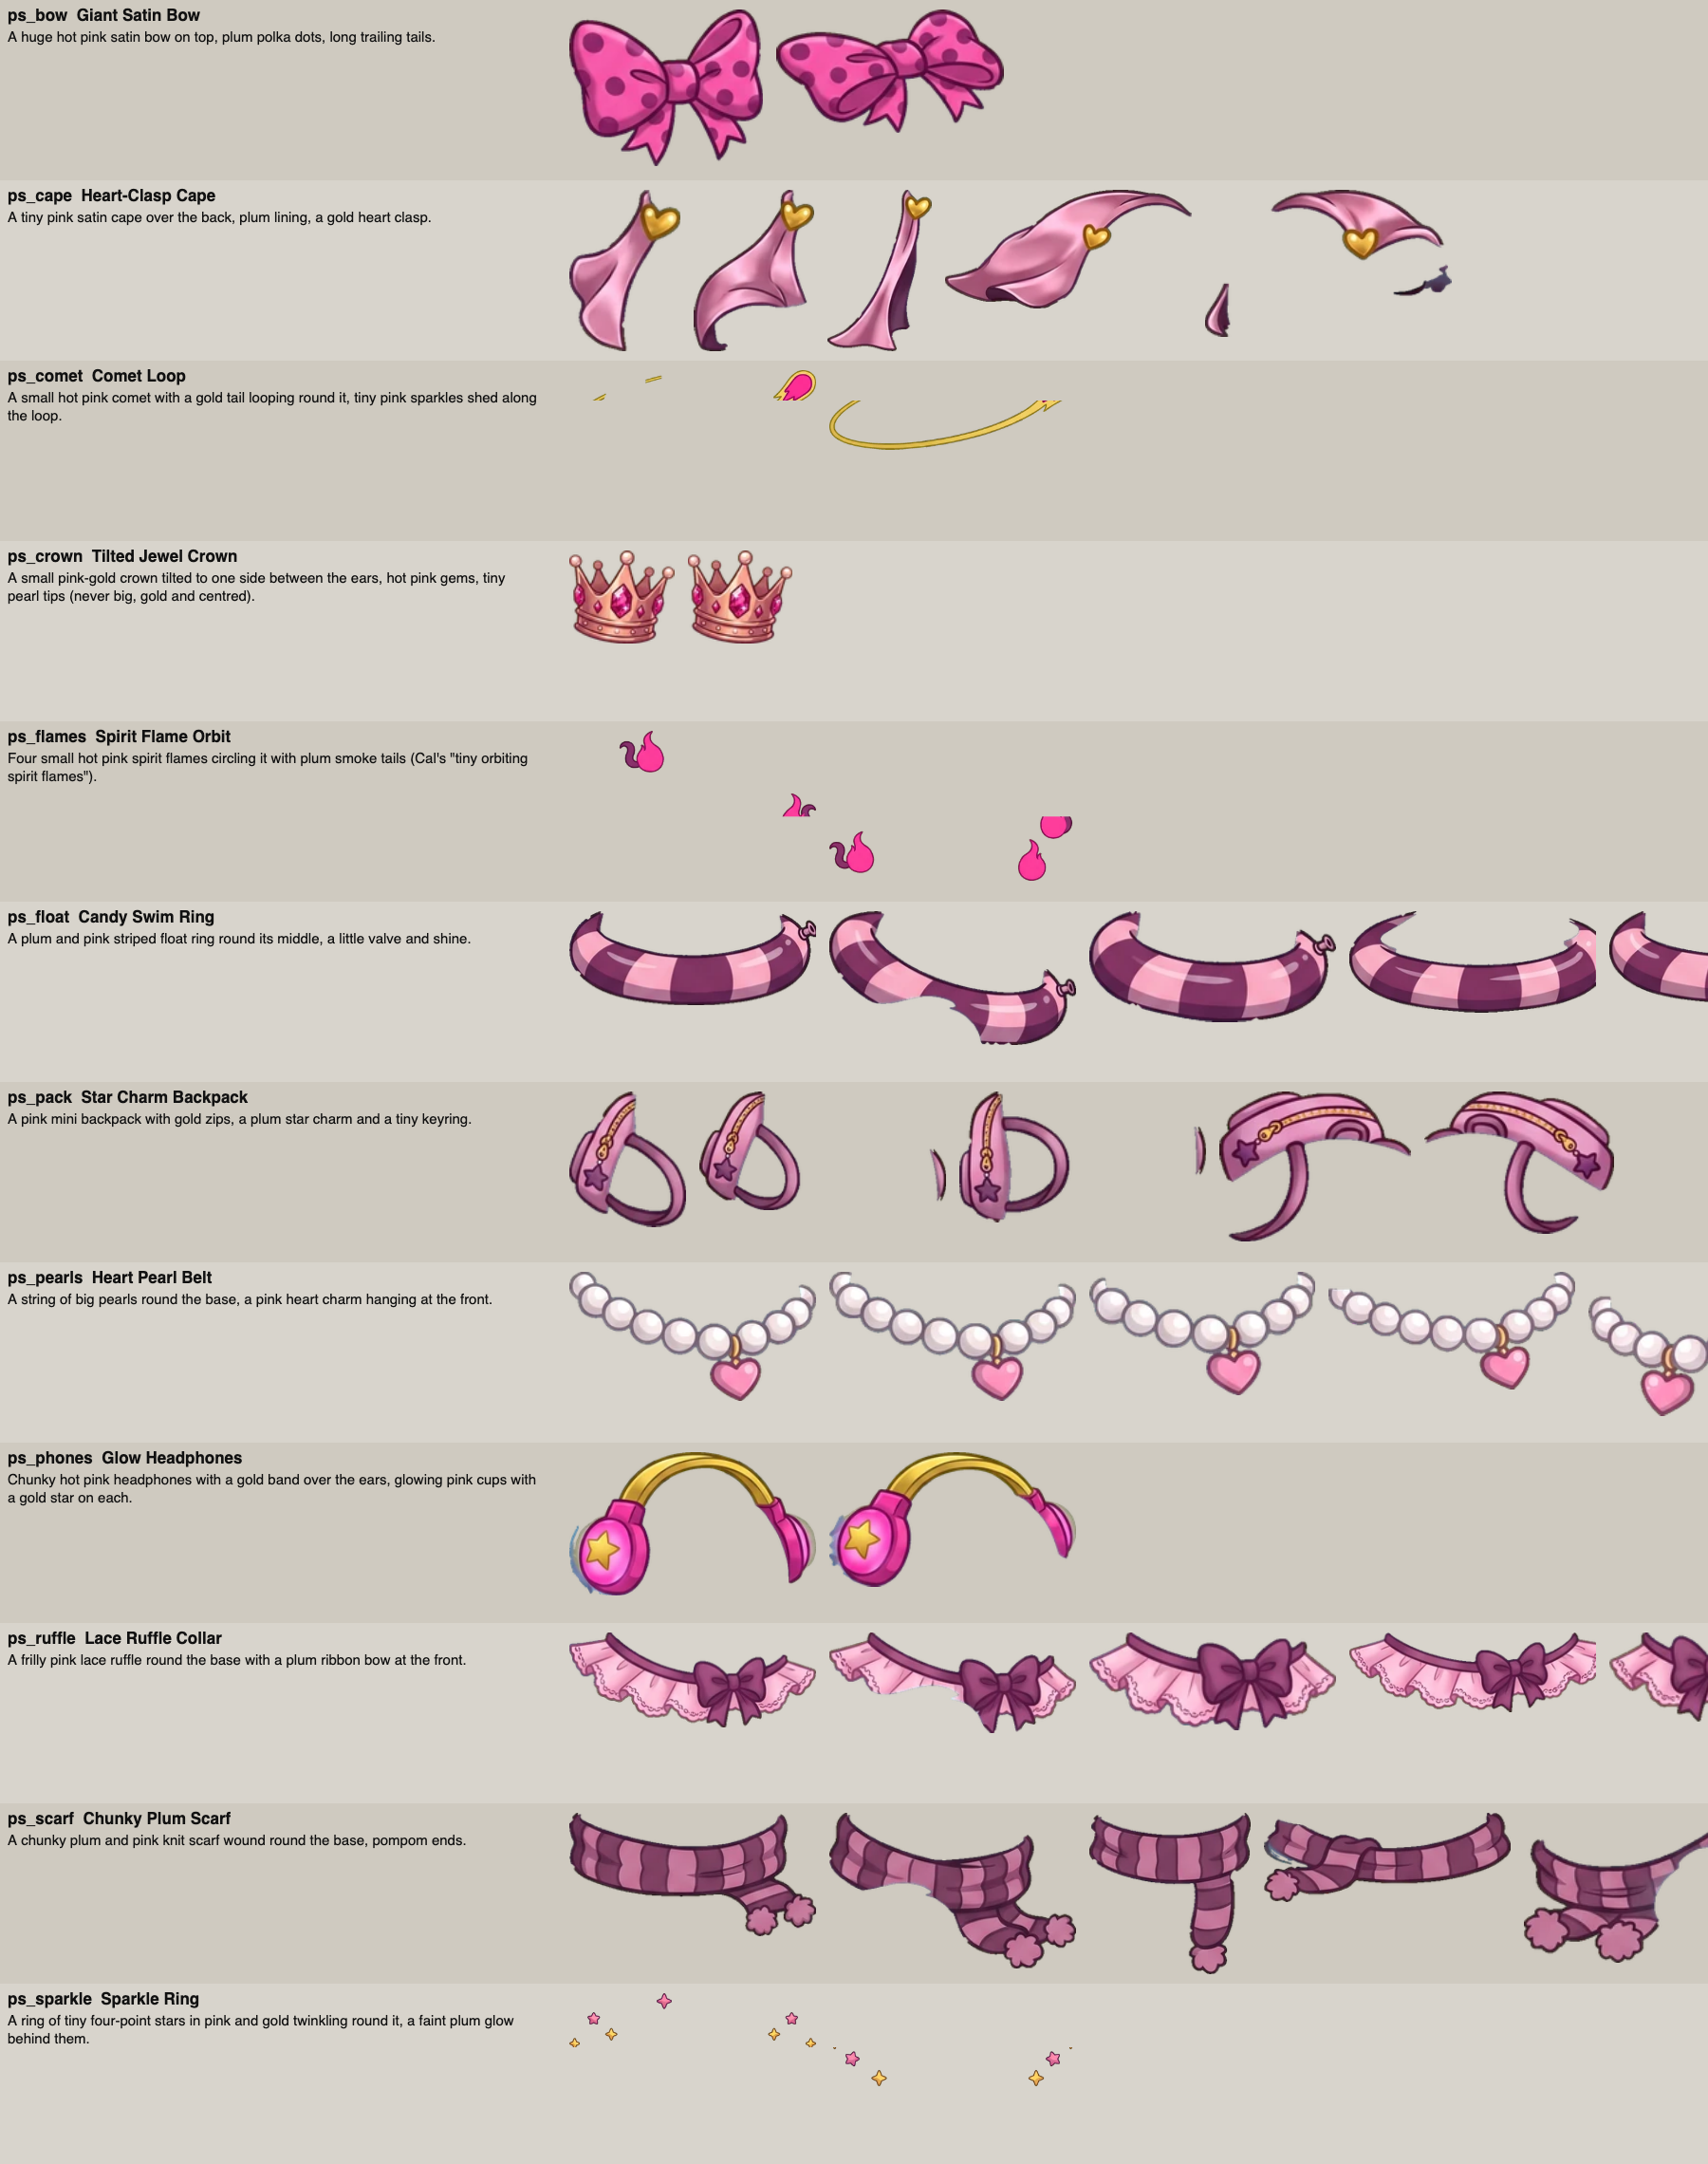 ps_bow Giant Satin Bow
A huge hot pink satin bow on top, plum polka dots, long trailing tails.
ps_cape Heart-Clasp Cape
A tiny pink satin cape over the back, plum lining, a gold heart clasp.
ps_comet Comet Loop
A small hot pink comet with a gold tail looping round it, tiny pink sparkles shed along
the loop.
ps_crown Tilted Jewel Crown
A small pink-gold crown tilted to one side between the ears, hot pink gems, tiny
pearl tips (never big, gold and centred).
ps_flames Spirit Flame Orbit
Four small hot pink spirit flames circling it with plum smoke tails (Cal's "tiny orbiting
spirit flames").
ps_float Candy Swim Ring
A plum and pink striped float ring round its middle, a little valve and shine.
ps_pack Star Charm Backpack
A pink mini backpack with gold zips, a plum star charm and a tiny keyring.
ps_pearls Heart Pearl Belt
A string of big pearls round the base, a pink heart charm hanging at the front.
ps_phones Glow Headphones
Chunky hot pink headphones with a gold band over the ears, glowing pink cups with
a gold star on each.
ps_ruffle Lace Ruffle Collar
A frilly pink lace ruffle round the base with a plum ribbon bow at the front.
ps_scarf Chunky Plum Scarf
A chunky plum and pink knit scarf wound round the base, pompom ends.
ps_sparkle Sparkle Ring
A ring of tiny four-point stars in pink and gold twinkling round it, a faint plum glow
behind them.